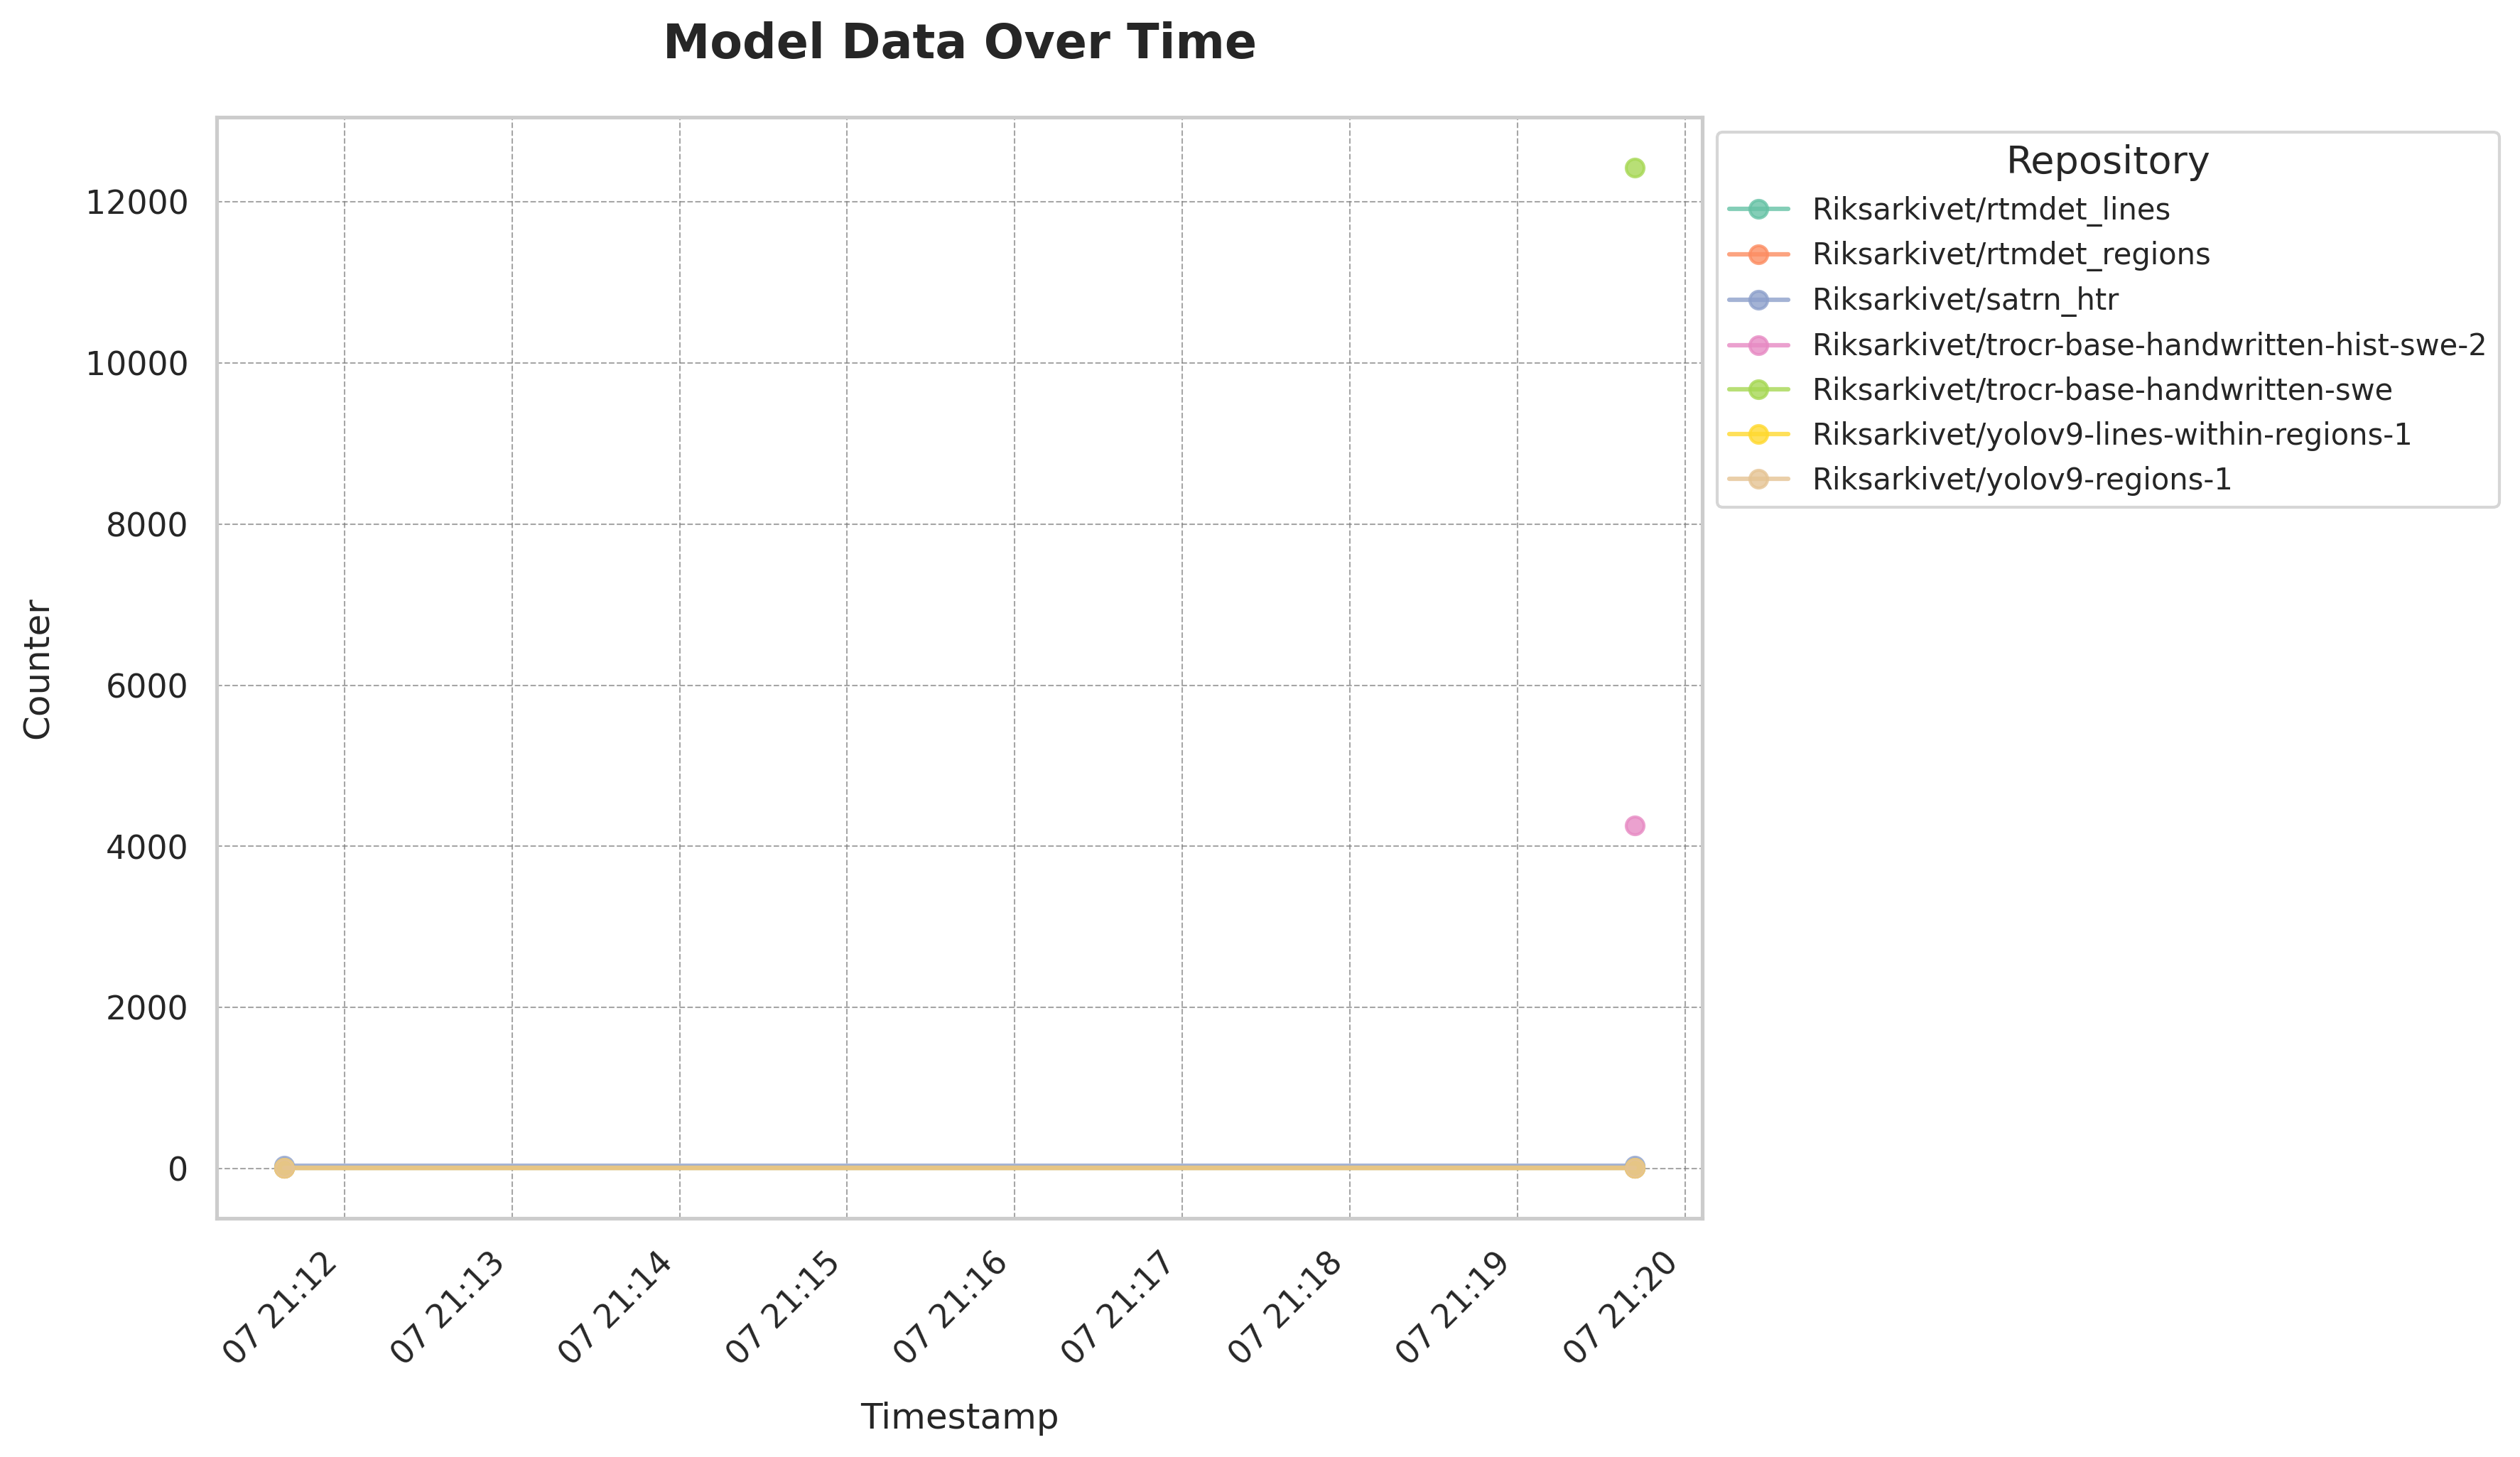 Model Data Over Time
Repository
Riksarkivet/rtmdet_lines
Riksarkivet/rtmdet_regions
Riksarkivet/satrn_htr
Riksarkivet/trocr-base-handwritten-hist-swe-2
Riksarkivet/trocr-base-handwritten-swe
Riksarkivet/yolov9-lines-within-regions-1
Riksarkivet/yolov9-regions-1
Counter
12000
10000
8000
6000
4000
2000
0
07 21:12
07 21:13
07 21:14
07 21:15
07 21:16
07 21:17
07 21:18
07 21:19
07 21:20
Timestamp